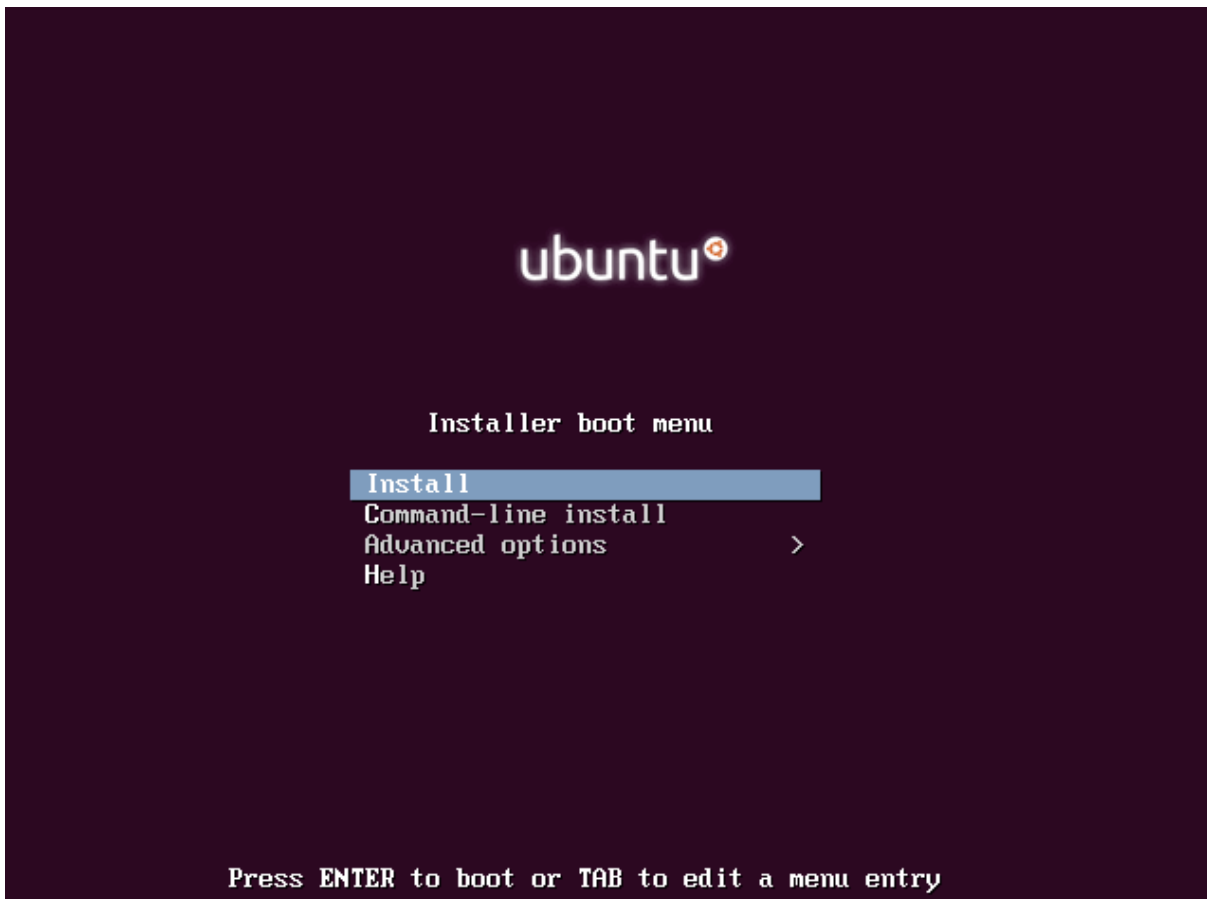 ubuntu
Installer boot menu
Install
Command-line install
Advanced options >
Help
Press ENTER to boot or TAB to edit a menu entry